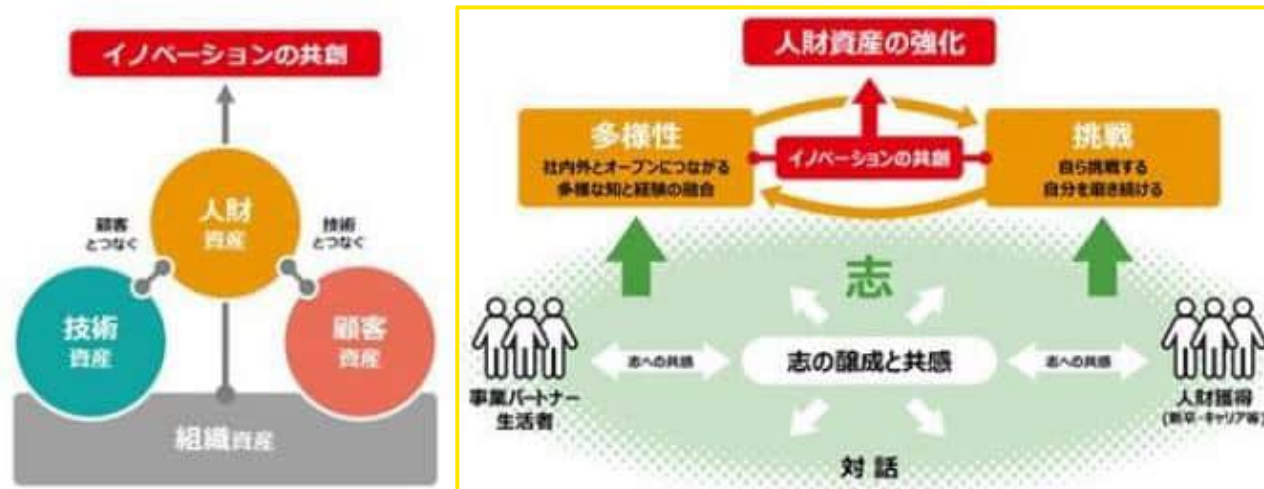 イノベーションの共創
人財
資産
顧客
とつなぐ
技術
とつなぐ
技術
資産
顧客
資産
組織資産
人財資産の強化
多様性
社内外とオープンにつながる
多様な知と経験の融合
イノベーションの共創
挑戦
自ら挑戦する
自分を磨き続ける
志
志への共感
志の醸成と共感
志への共感
事業パートナー
生活者
人財獲得
(新卒・キャリア等)
対話